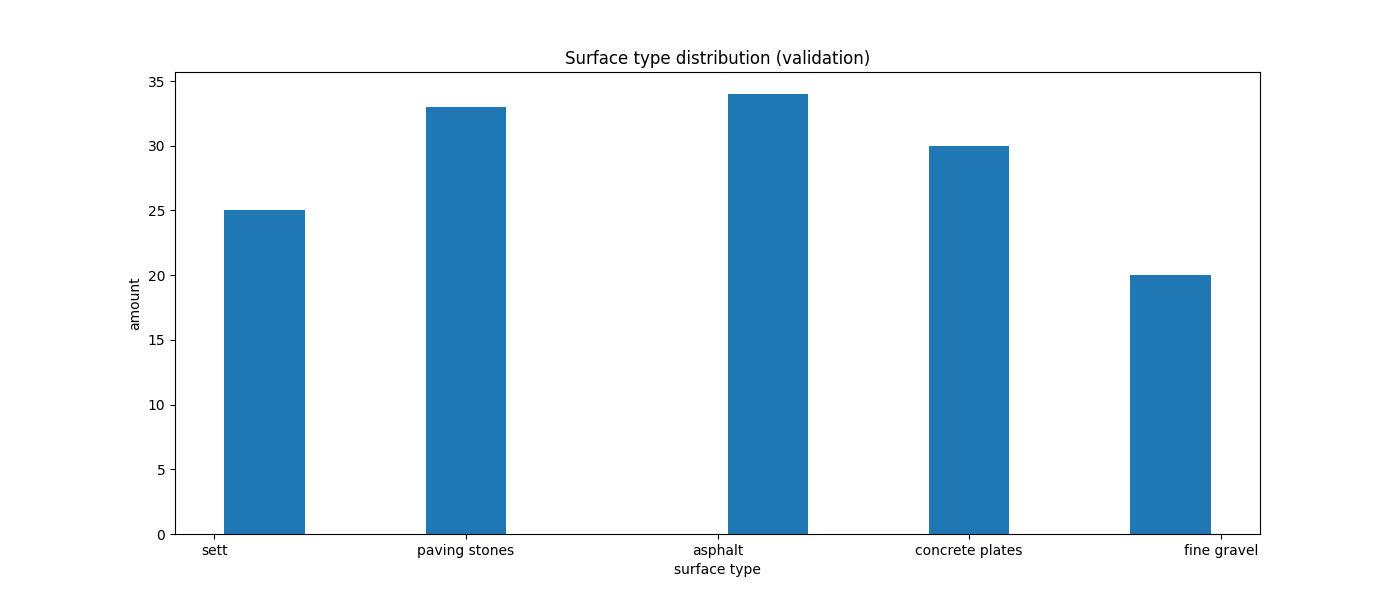 Surface type distribution (validation)
35
30
25
20
15
10
5
0
amount
sett paving stones asphalt concrete plates fine gravel
surface type